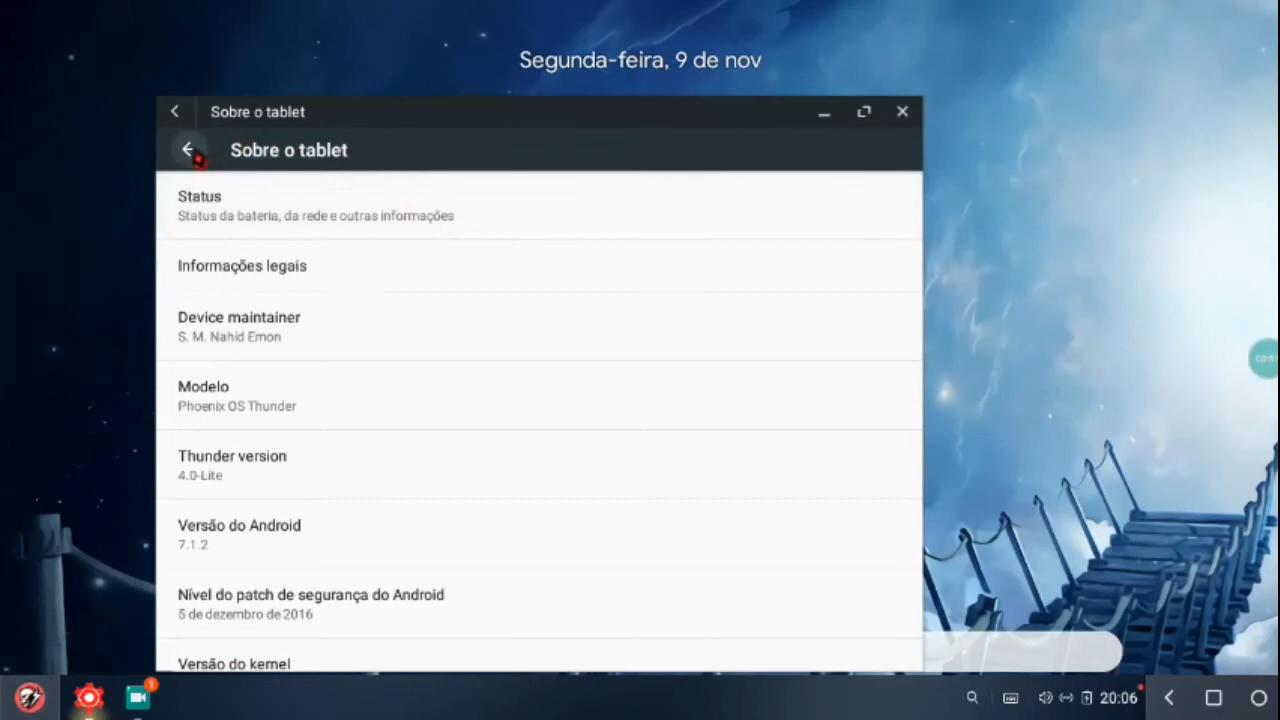 Segunda-feira, 9 de nov
Sobre o tablet
Sobre o tablet
Status
Status da bateria, da rede e outras informações
Informações legais
Device maintainer
S. M. Nahid Emon
Modelo
Phoenix OS Thunder
Thunder version
4.0-Lite
Versão do Android
7.1.2
Nível do patch de segurança do Android
5 de dezembro de 2016
Versão do kernel
1
20:06